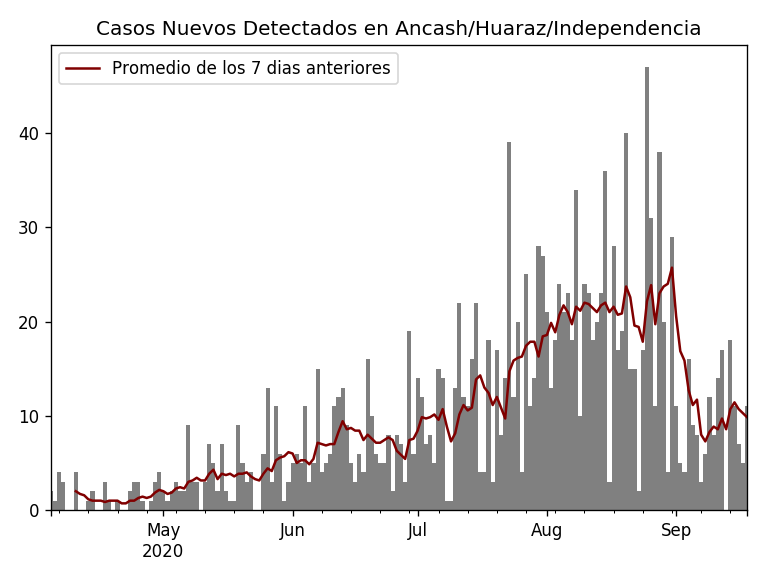 Casos Nuevos Detectados en Ancash/Huaraz/Independencia
Promedio de los 7 dias anteriores
40
30
20
10
0
May
2020
Jun
Jul
Aug
Sep